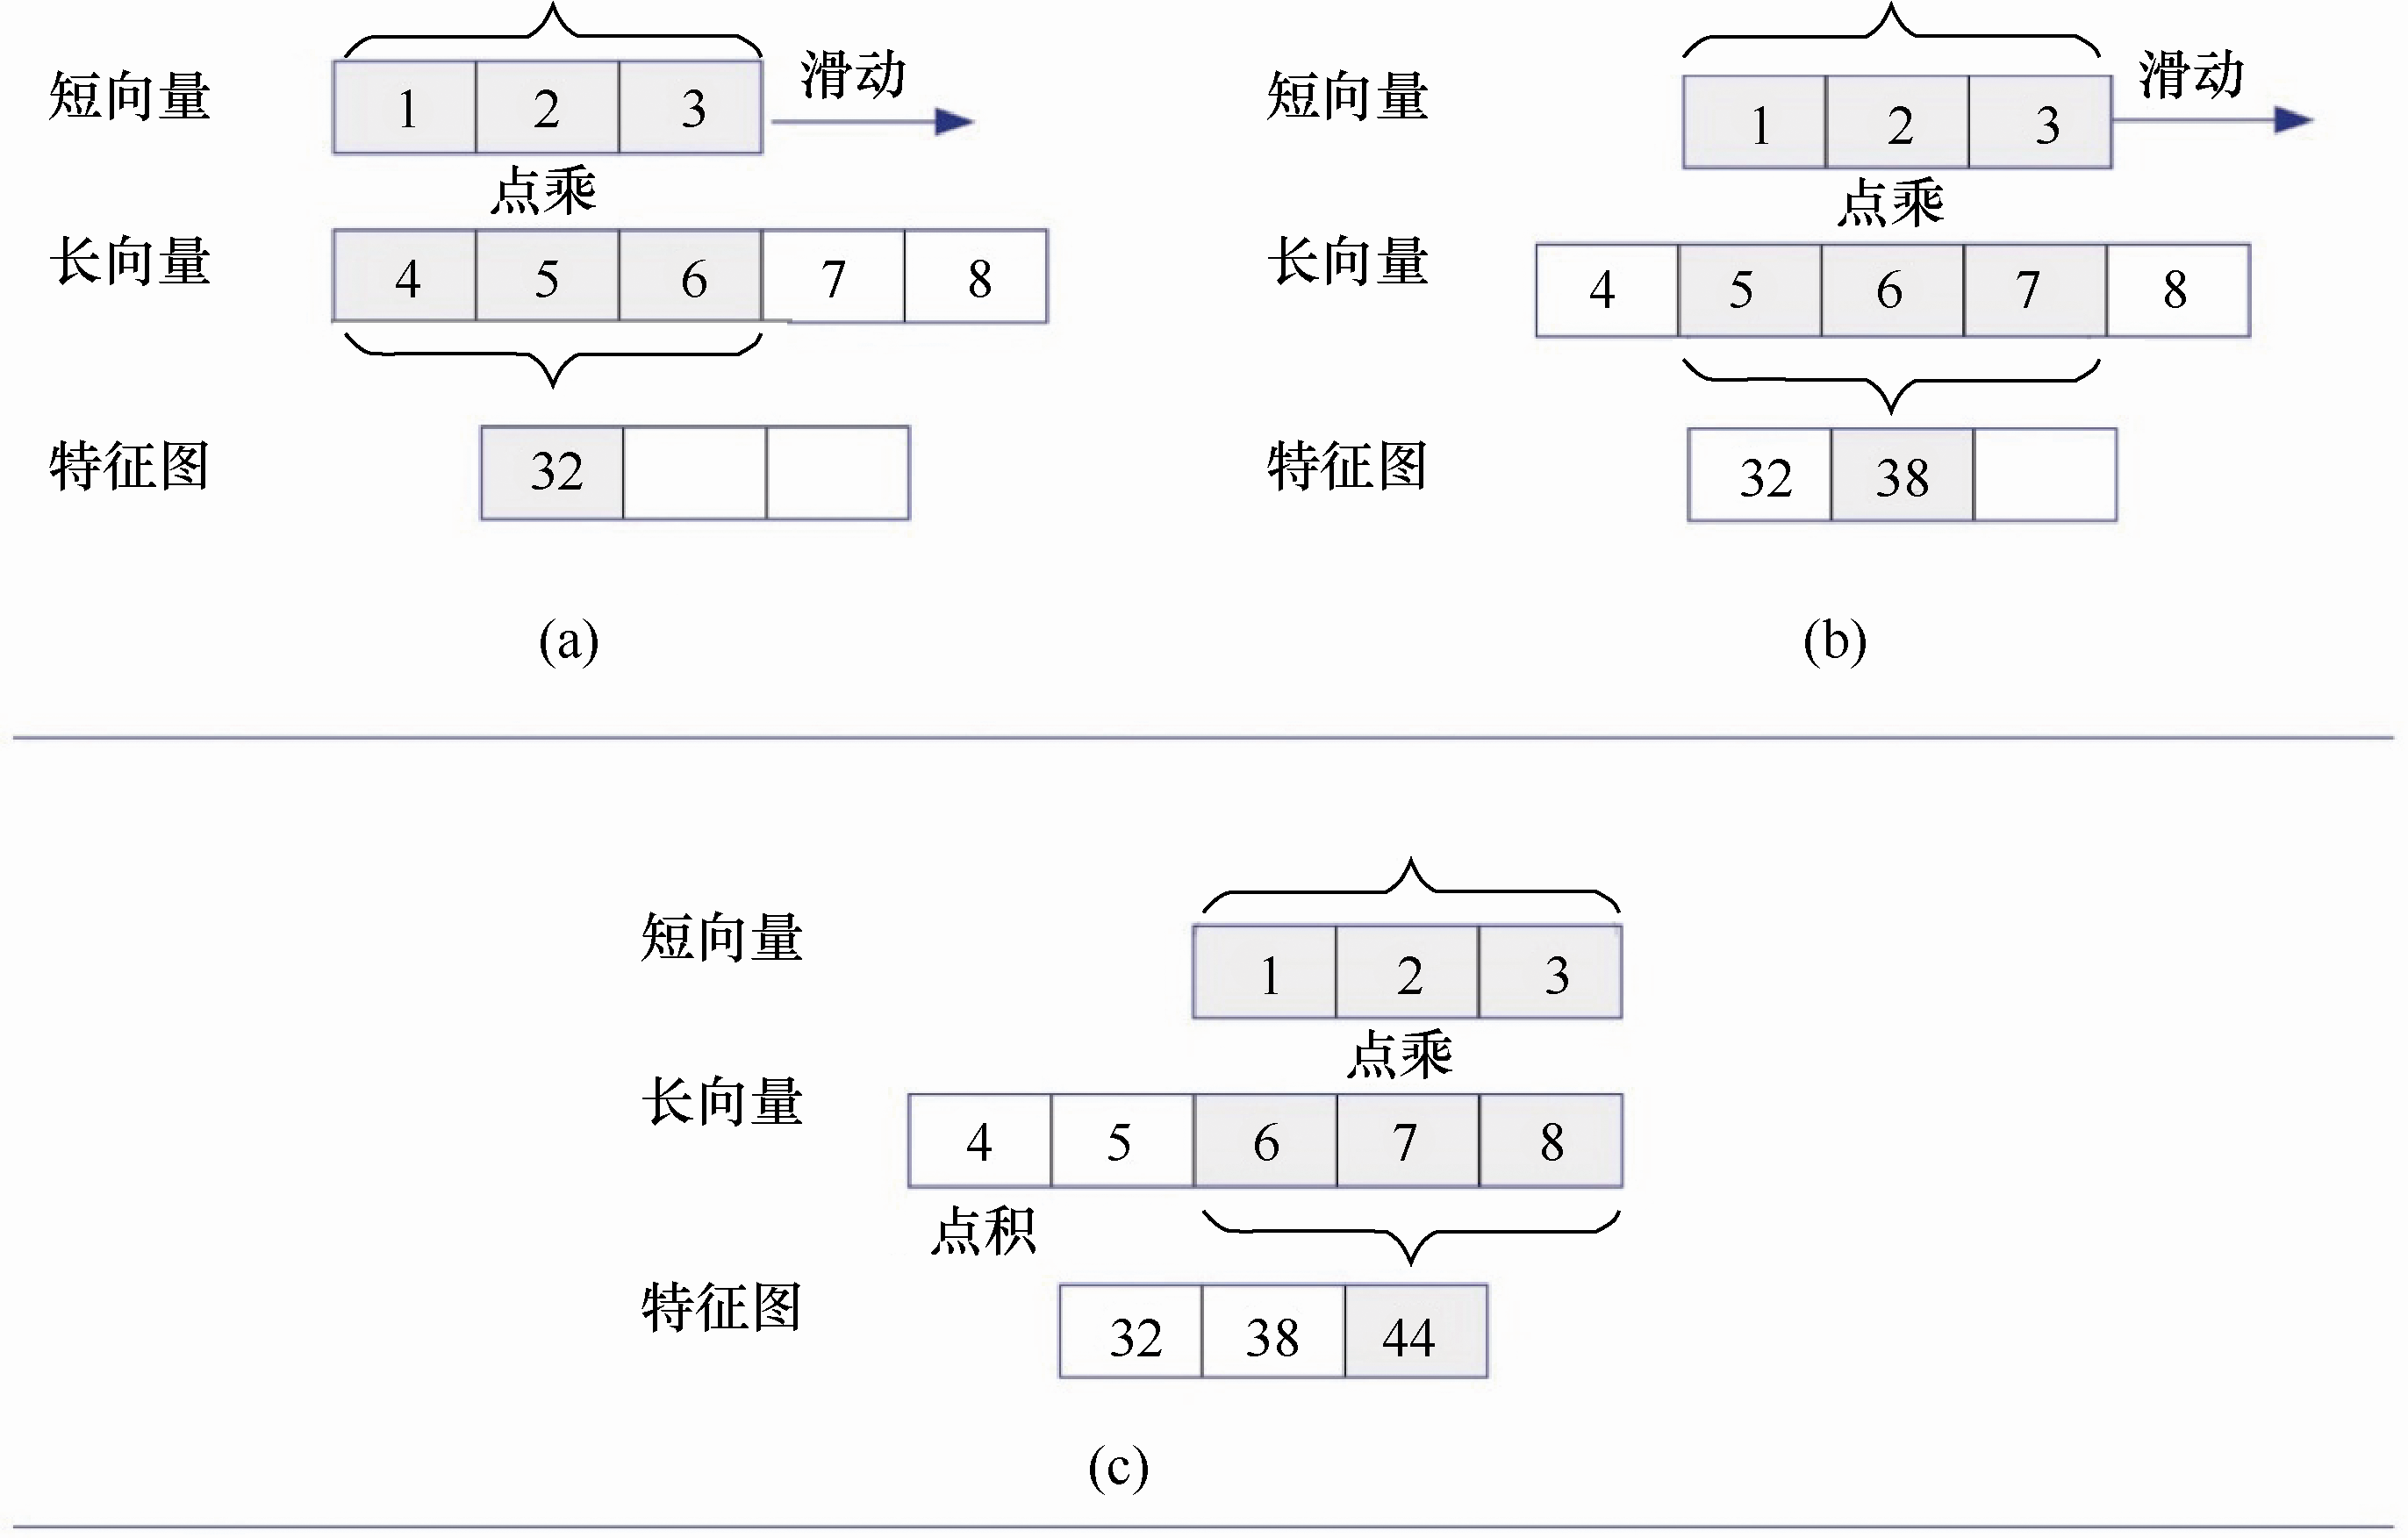 短向量 1 2 3 滑动
点乘
长向量 4 5 6 7 8
特征图 32
(a)
短向量 1 2 3 滑动
点乘
长向量 4 5 6 7 8
特征图 32 38
(b)
短向量 1 2 3
点乘
长向量 4 5 6 7 8
点积
特征图 32 38 44
(c)